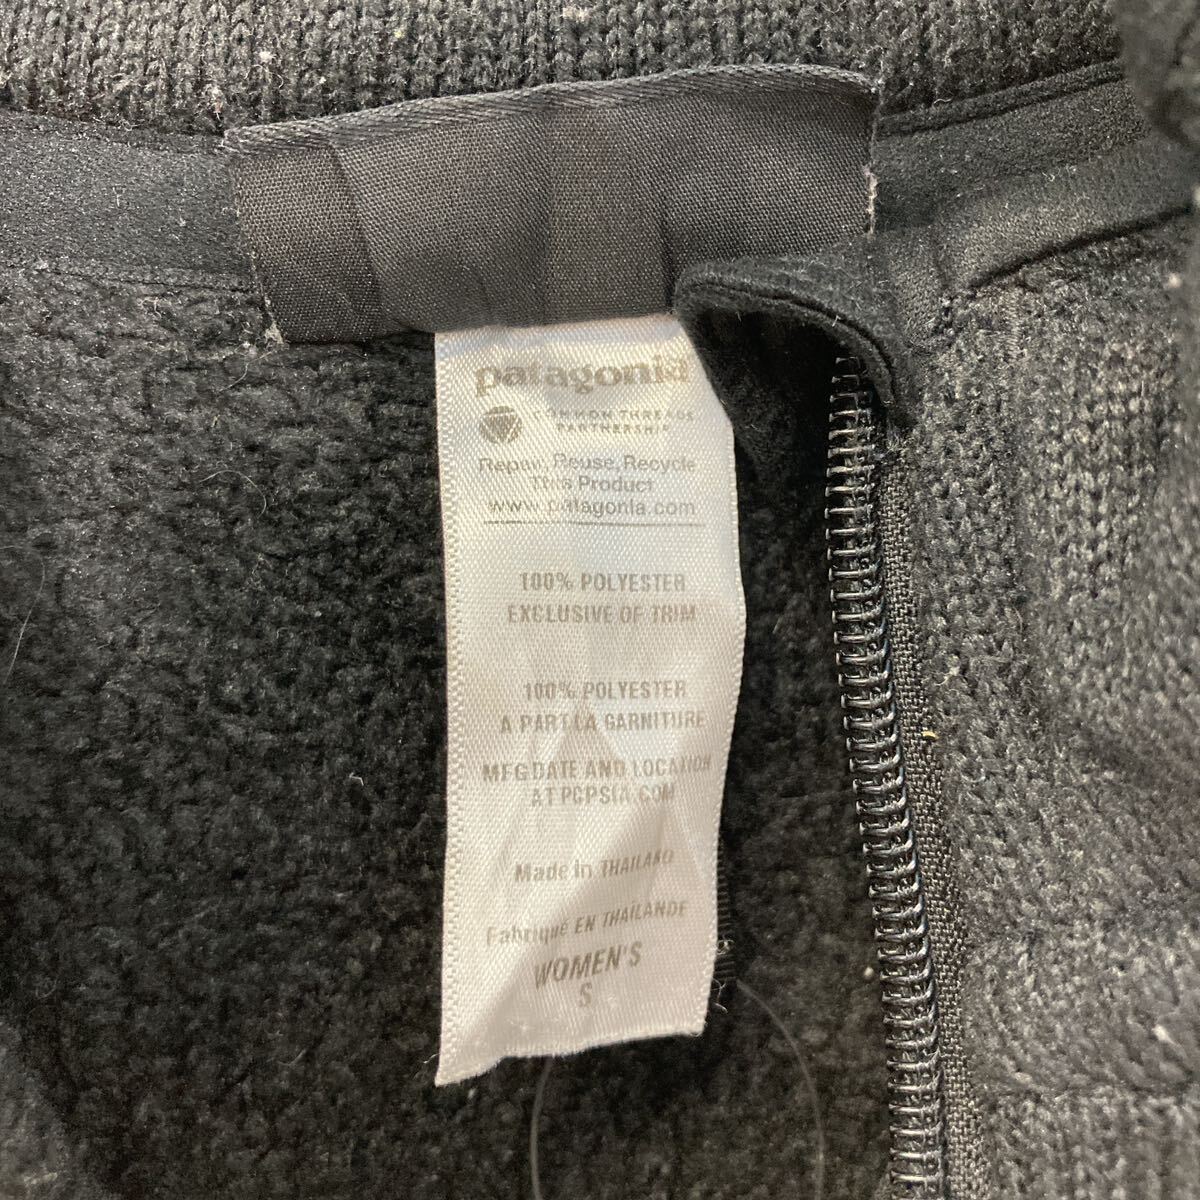 patagonia
COMMON THREADS
PARTNERSHIP
Repair, Reuse, Recycle
This Product
www.patagonia.com
100% POLYESTER
EXCLUSIVE OF TRIM
100% POLYESTER
A PART LA GARNITURE
MFG DATE AND LOCATION
AT PCPSIA.COM
Made in THAILAND
Fabriqué EN THAÏLANDE
WOMEN'S
S